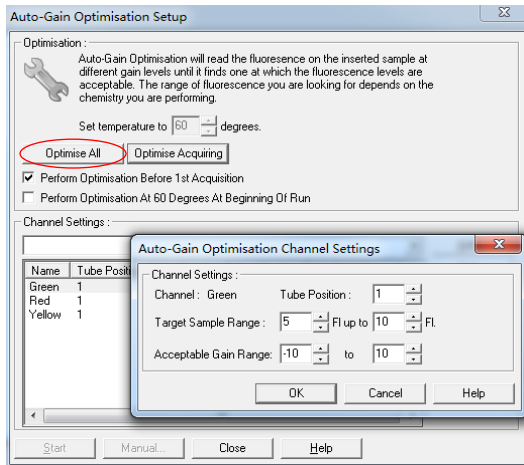 Auto-Gain Optimisation Setup
Optimisation :
Auto-Gain Optimisation will read the fluoresence on the inserted sample at
different gain levels until it finds one at which the fluorescence levels are
acceptable. The range of fluorescence you are looking for depends on the
chemistry you are performing.
Set temperature to 60 degrees.
Optimise All Optimise Acquiring
Perform Optimisation Before 1st Acquisition
Perform Optimisation At 60 Degrees At Beginning Of Run
Channel Settings :
Name Tube Positi
Green 1
Red 1
Yellow 1
Auto-Gain Optimisation Channel Settings
Channel Settings :
Channel : Green Tube Position : 1
Target Sample Range : 5 Fl up to 10 Fl.
Acceptable Gain Range: -10 to 10
OK Cancel Help
Start Manual... Close Help